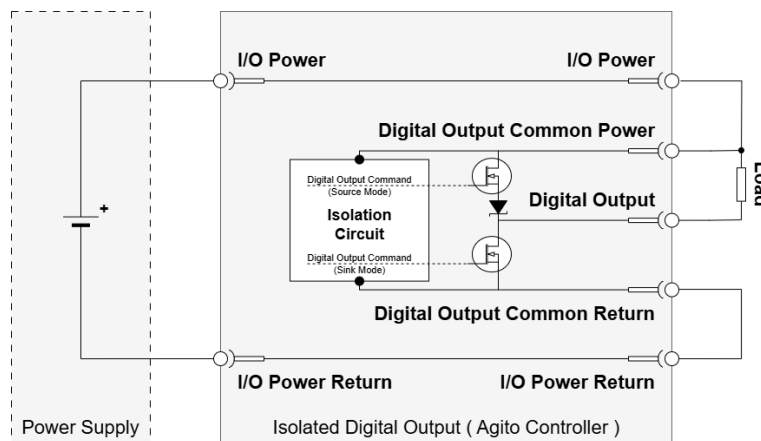 I/O Power
I/O Power
Digital Output Common Power
Digital Output Command
(Source Mode)
Digital Output
Load
Isolation
Circuit
+
Digital Output Command
(Sink Mode)
Digital Output Common Return
I/O Power Return
I/O Power Return
Power Supply
Isolated Digital Output ( Agito Controller )